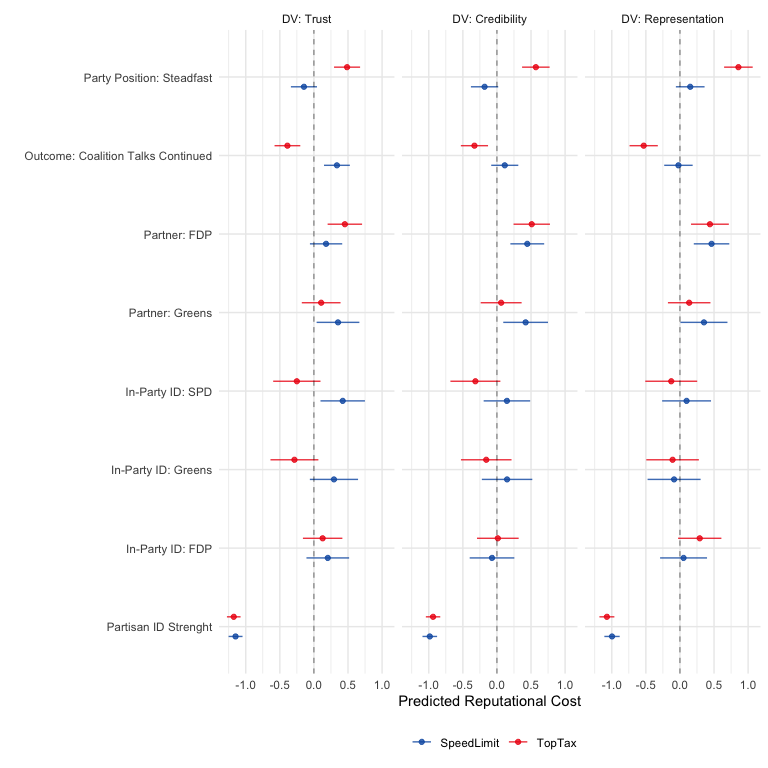 DV: Trust DV: Credibility DV: Representation
Party Position: Steadfast
Outcome: Coalition Talks Continued
Partner: FDP
Partner: Greens
In-Party ID: SPD
In-Party ID: Greens
In-Party ID: FDP
Partisan ID Strenght
-1.0 -0.5 0.0 0.5 1.0 -1.0 -0.5 0.0 0.5 1.0 -1.0 -0.5 0.0 0.5 1.0
Predicted Reputational Cost
SpeedLimit TopTax